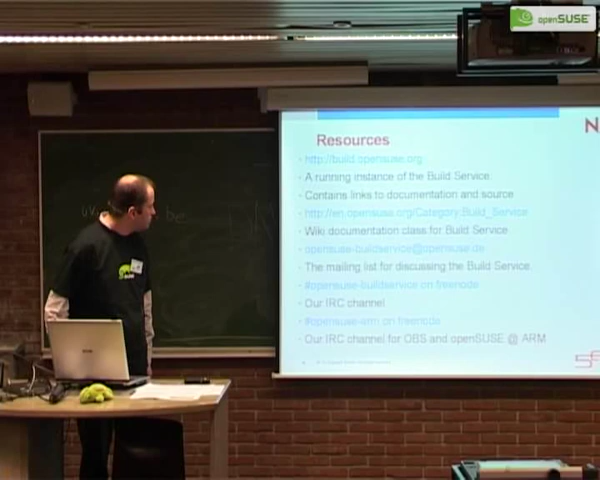 openSUSE
N
Resources
http://build.opensuse.org
A running instance of the Build Service.
Contains links to documentation and source
http://en.opensuse.org/Category:Build_Service
Wiki documentation class for Build Service
opensuse-buildservice@opensuse.de
The mailing list for discussing the Build Service.
#opensuse-buildservice on freenode
Our IRC channel
#opensuse-arm on freenode
Our IRC channel for OBS and openSUSE @ ARM
SUSE